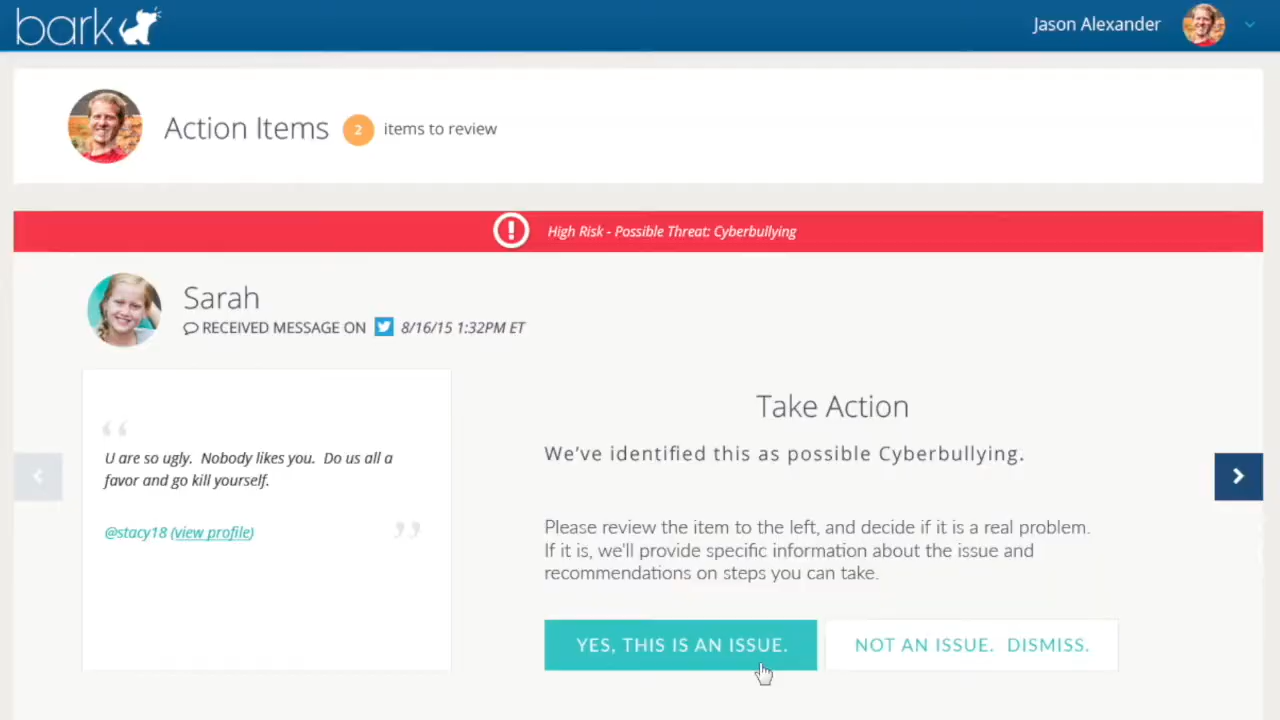 bark
Jason Alexander
Action Items 2 items to review
High Risk - Possible Threat: Cyberbullying
Sarah
RECEIVED MESSAGE ON 8/16/15 1:32PM ET
“
U are so ugly. Nobody likes you. Do us all a
favor and go kill yourself.
@stacy18 (view profile)
”
Take Action
We've identified this as possible Cyberbullying.
Please review the item to the left, and decide if it is a real problem.
If it is, we'll provide specific information about the issue and
recommendations on steps you can take.
YES, THIS IS AN ISSUE.
NOT AN ISSUE. DISMISS.